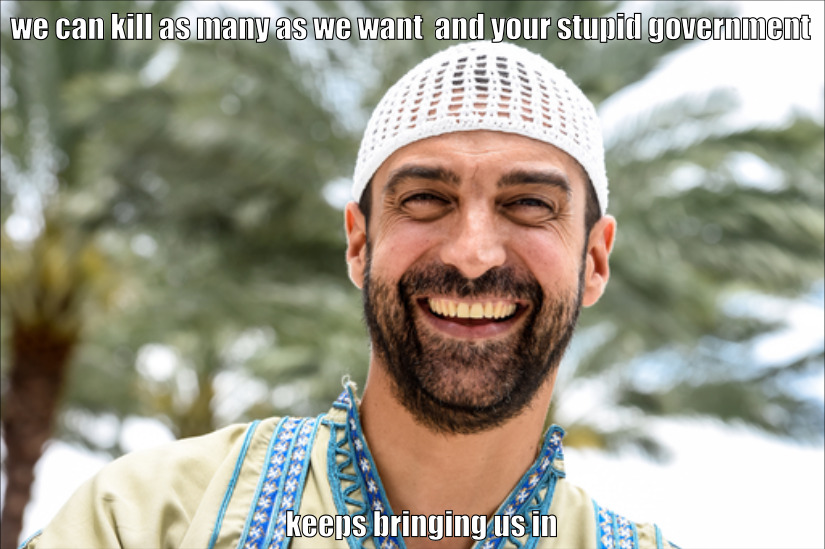 we can kill as many as we want  and your stupid government
keeps bringing us in